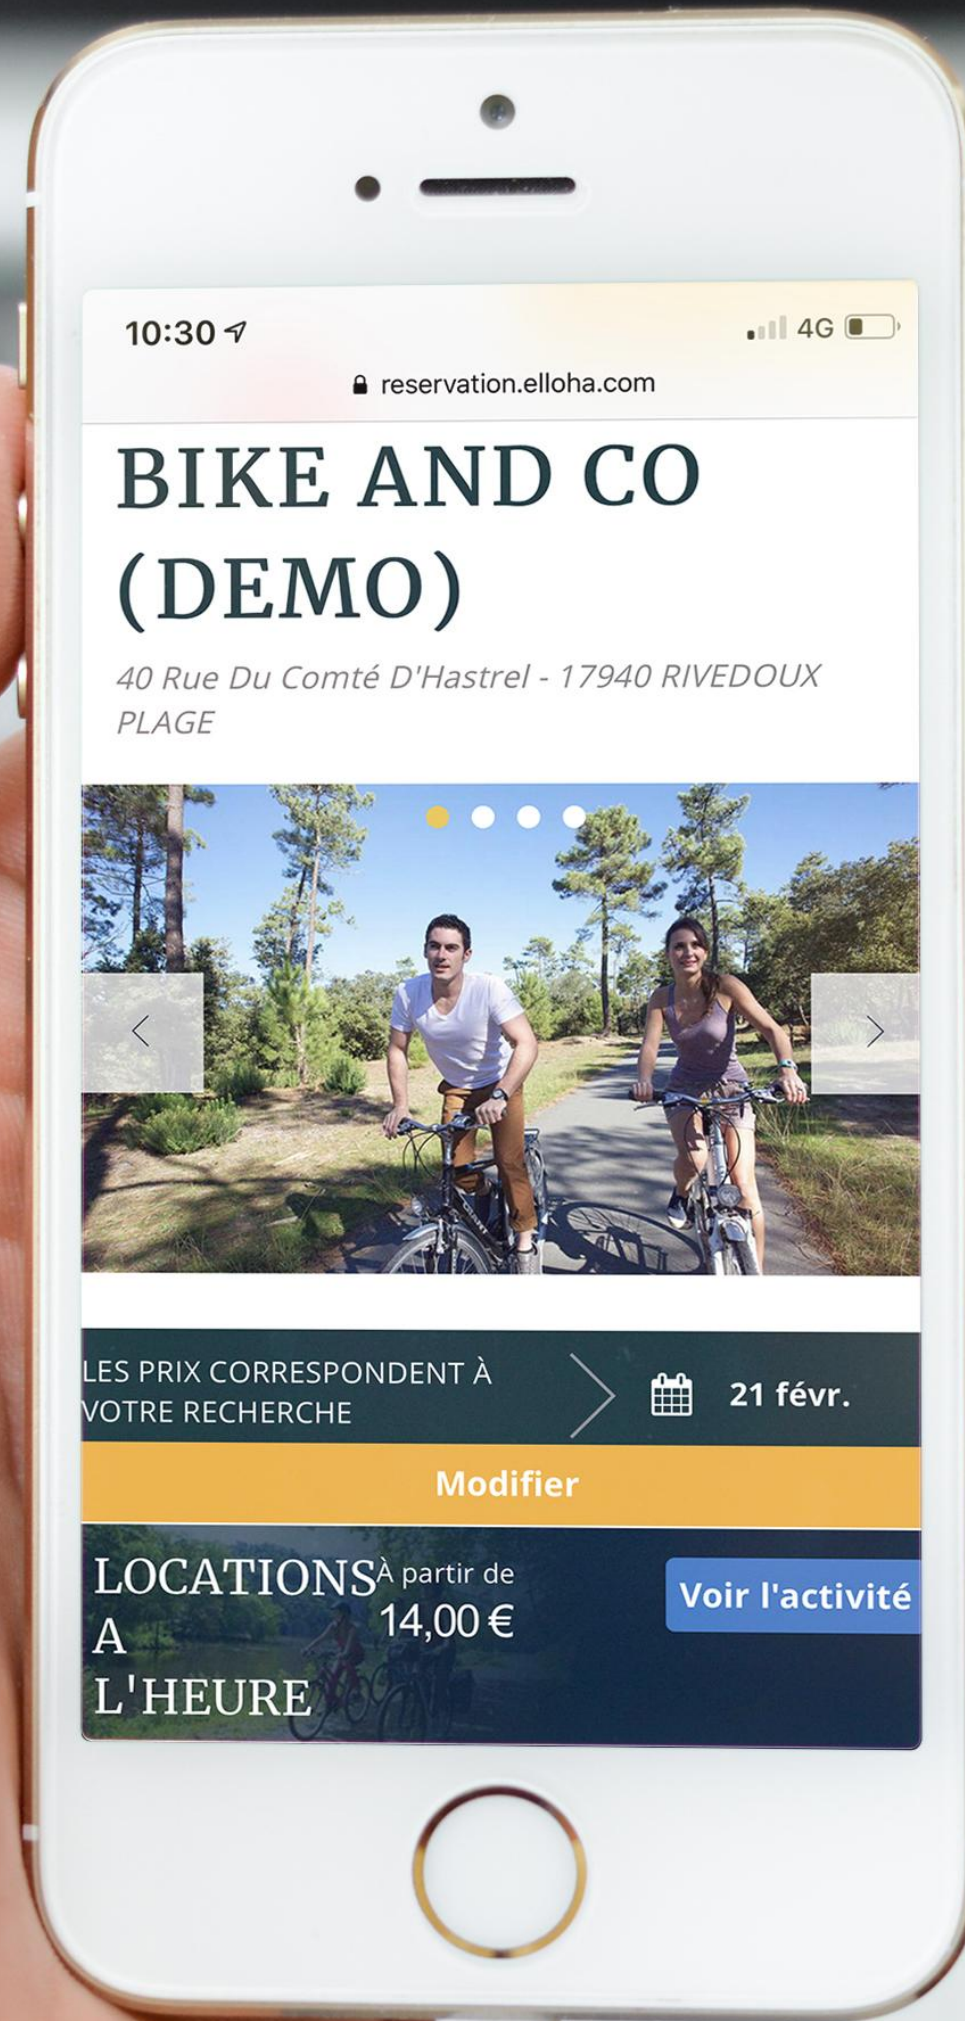 10:30
4G
reservation.elloha.com
BIKE AND CO
(DEMO)
40 Rue Du Comté D'Hastrel - 17940 RIVEDOUX
PLAGE
LES PRIX CORRESPONDENT À
VOTRE RECHERCHE
21 févr.
Modifier
LOCATIONS
A
L'HEURE
À partir de
14,00 €
Voir l'activité